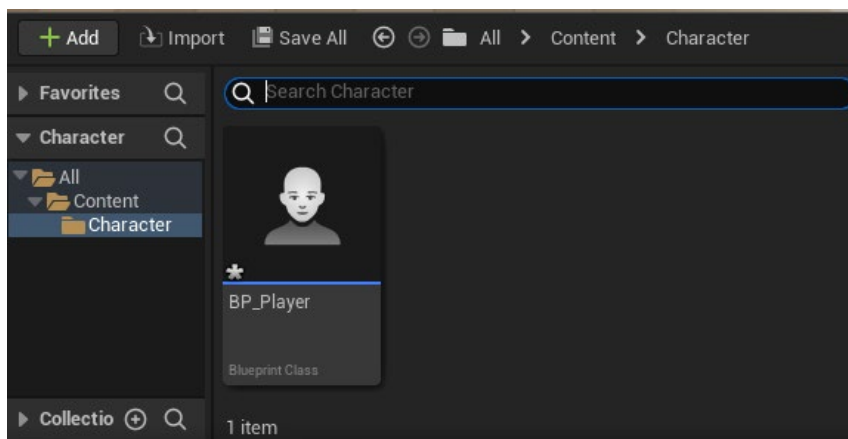 + Add Import Save All All > Content > Character
Favorites
Search Character
Character
All
Content
Character
BP_Player
Blueprint Class
Collectio
1 item